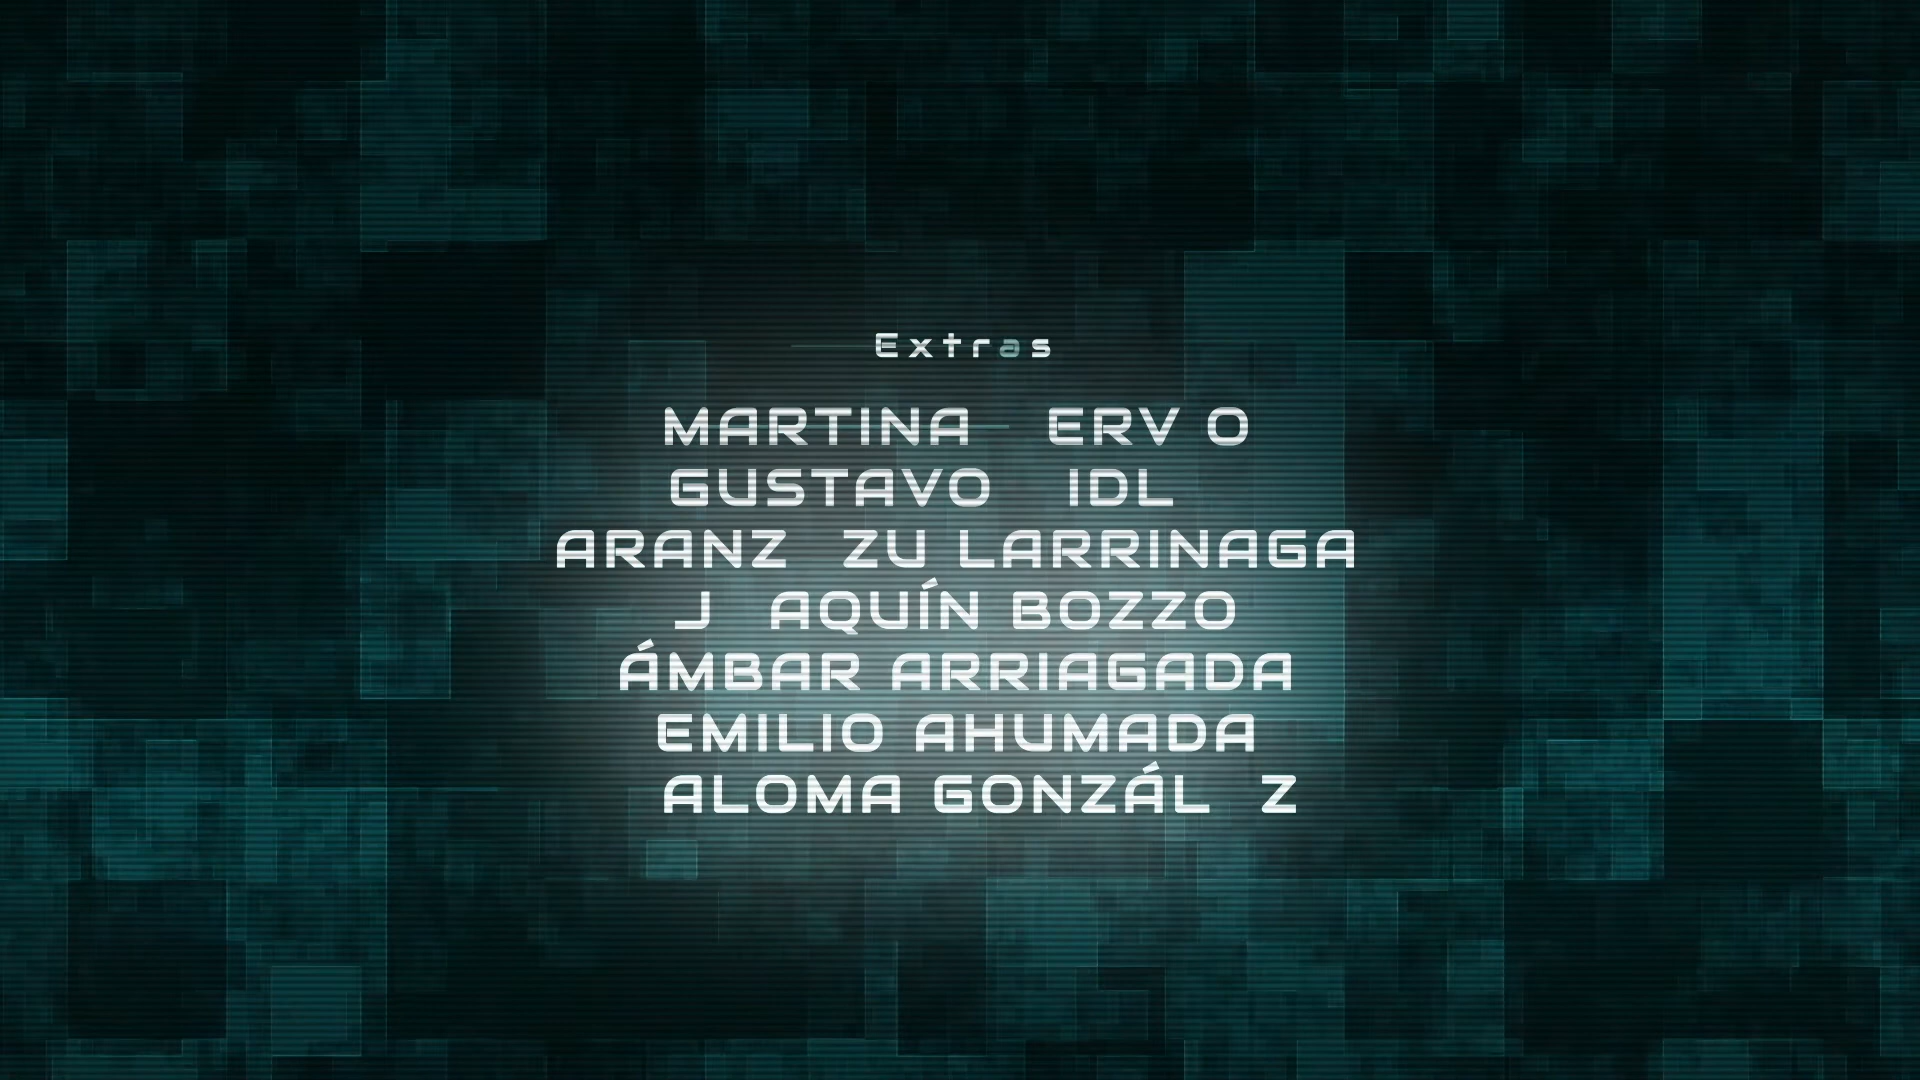 Extras
MARTINA ERV O
GUSTAVO IDL
ARANZ ZU LARRINAGA
J AQUÍN BOZZO
ÁMBAR ARRIAGADA
EMILIO AHUMADA
ALOMA GONZÁL Z